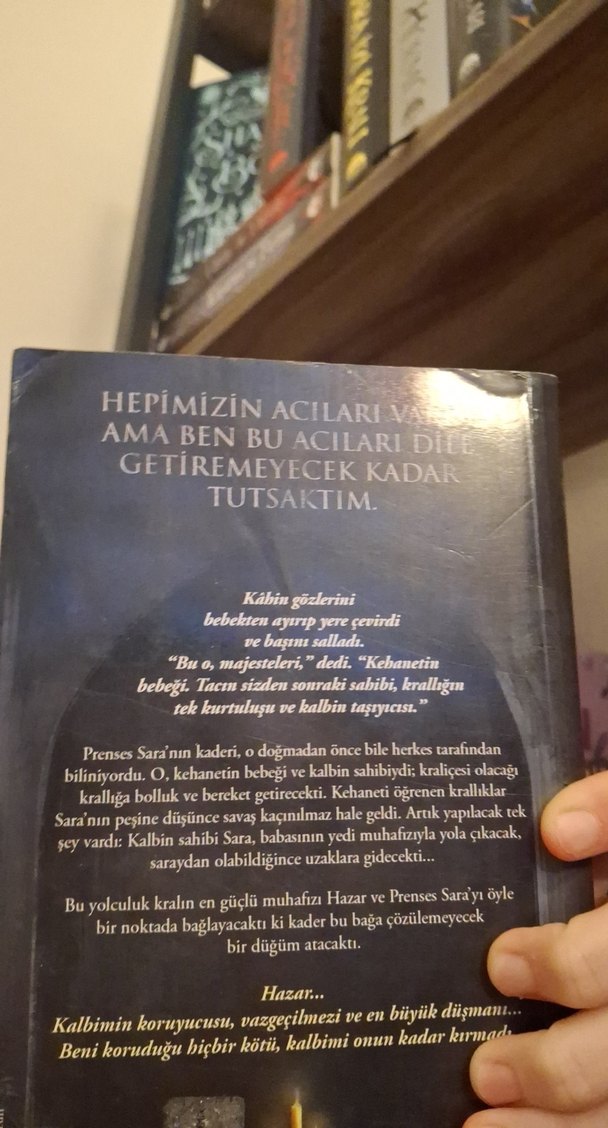 HEPİMİZİN ACILARI
AMA BEN BU ACILARI DİLE
GETİREMEYECEK KADAR
TUTSAKTIM.
Kâhin gözlerini
bebekten ayırıp yere çevirdi
ve başını salladı.
“Bu o, majesteleri,” dedi. “Kehanetin
bebeği. Tacın sizden sonraki sahibi, krallığın
tek kurtuluşu ve kalbin taşıyıcısı.”
Prenses Sara’nın kaderi, o doğmadan önce bile herkes tarafından
biliniyordu. O, kehanetin bebeği ve kalbin sahibiydi; kraliçesi olacağı
krallığa bolluk ve bereket getirecekti. Kehaneti öğrenen krallıklar
Sara’nın peşine düşünce savaş kaçınılmaz hale geldi. Artık yapılacak tek
şey vardı: Kalbin sahibi Sara, babasının yedi muhafızıyla yola çıkacak,
saraydan olabildiğince uzaklara gidecekti...
Bu yolculuk kralın en güçlü muhafızı Hazar ve Prenses Sara’yı öyle
bir noktada bağlayacaktı ki kader bu bağa çözülemeyecek
bir düğüm atacaktı.
Hazar...
Kalbimin koruyucusu, vazgeçilmezi ve en büyük düşmanı...
Beni koruduğu hiçbir kötü, kalbimi onun kadar kırmadı